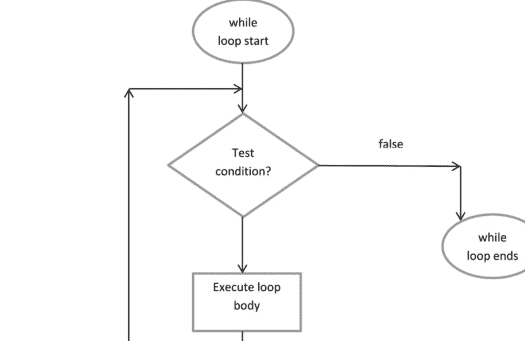 while
loop start
Test
condition?
false
while
loop ends
Execute loop
body